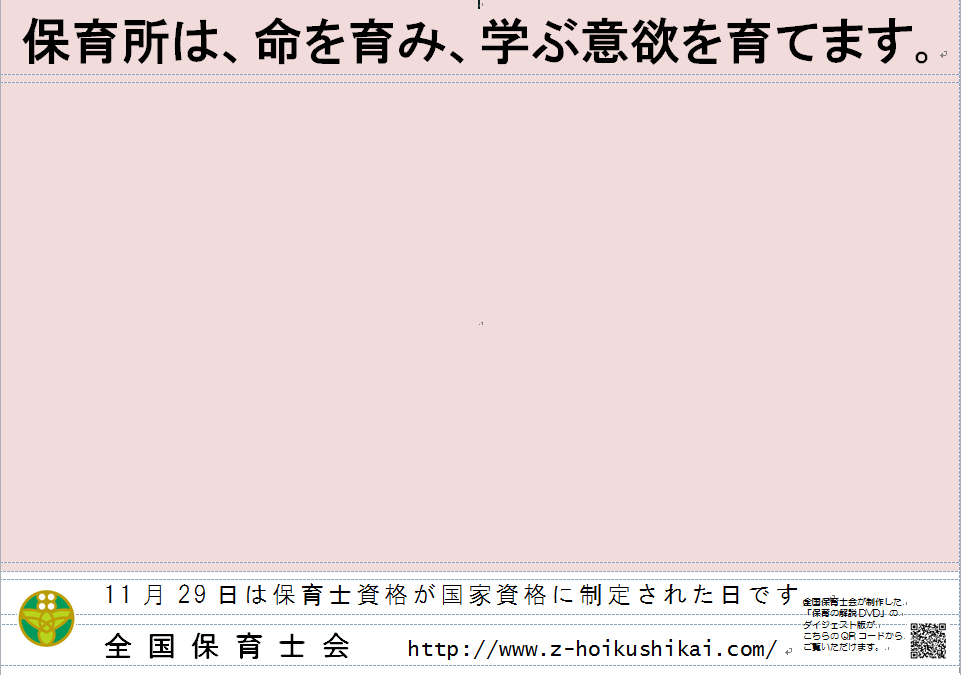 保育所は、命を育み、学ぶ意欲を育てます。
11月29日は保育士資格が国家資格に制定された日です
全国保育士会が制作した
「保育の解説DVD」の
ダイジェスト版が
こちらのQRコードから
ご覧いただけます。
全国保育士会 http://www.z-hoikushikai.com/